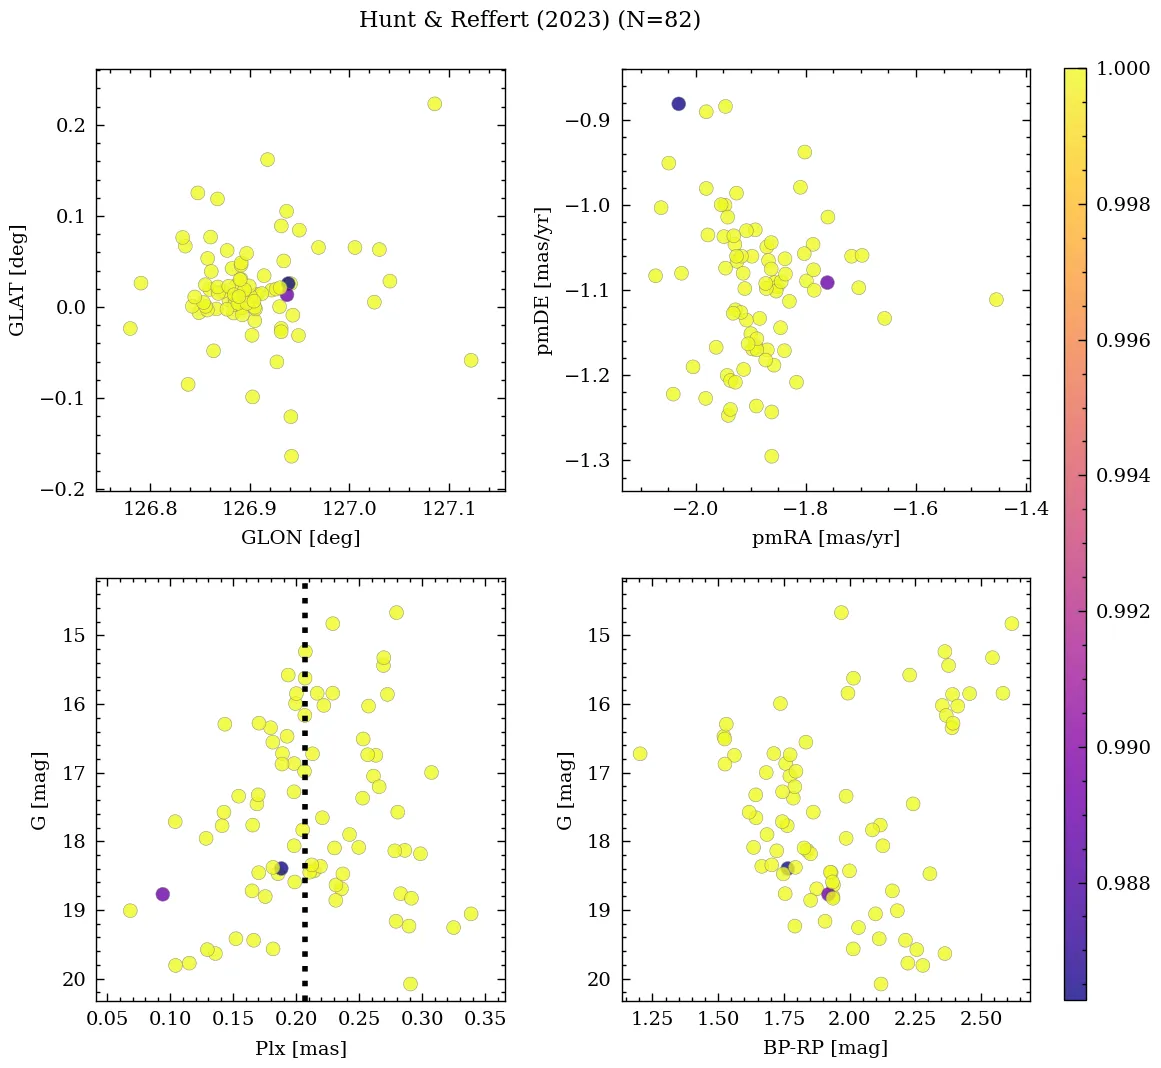 Hunt & Reffert (2023) (N=82)
0.2
0.1
0.0
−0.1
−0.2
GLAT [deg]
126.8 126.9 127.0 127.1
GLON [deg]
−0.9
−1.0
−1.1
−1.2
−1.3
pmDE [mas/yr]
−2.0 −1.8 −1.6 −1.4
pmRA [mas/yr]
15
16
17
18
19
20
G [mag]
0.05 0.10 0.15 0.20 0.25 0.30 0.35
Plx [mas]
15
16
17
18
19
20
G [mag]
1.25 1.50 1.75 2.00 2.25 2.50
BP-RP [mag]
1.000
0.998
0.996
0.994
0.992
0.990
0.988